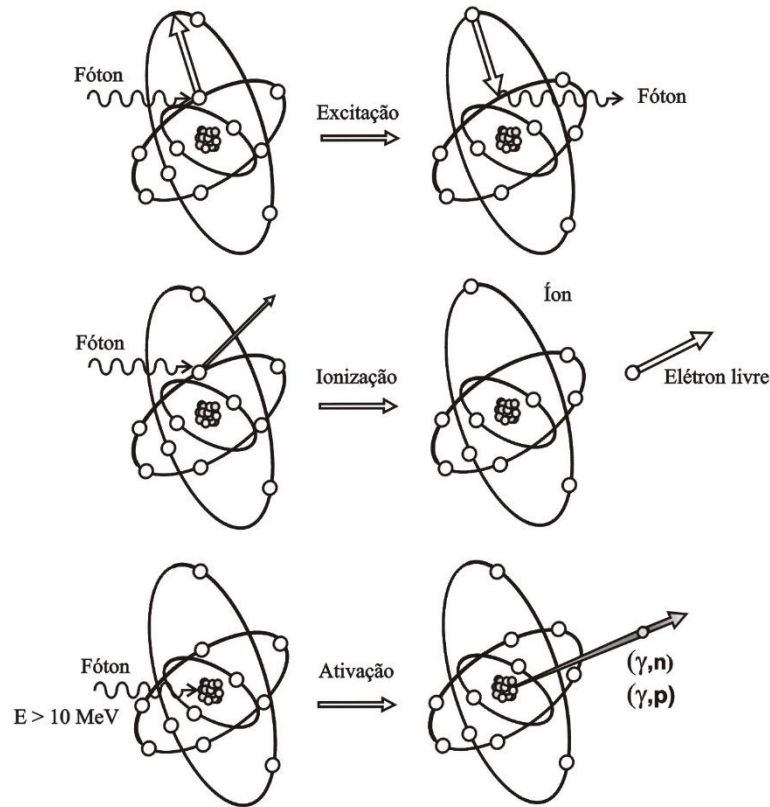 Fóton
Excitação
Fóton
Íon
Fóton
Ionização
Elétron livre
Fóton
E > 10 MeV
Ativação
(γ,n)
(γ,p)